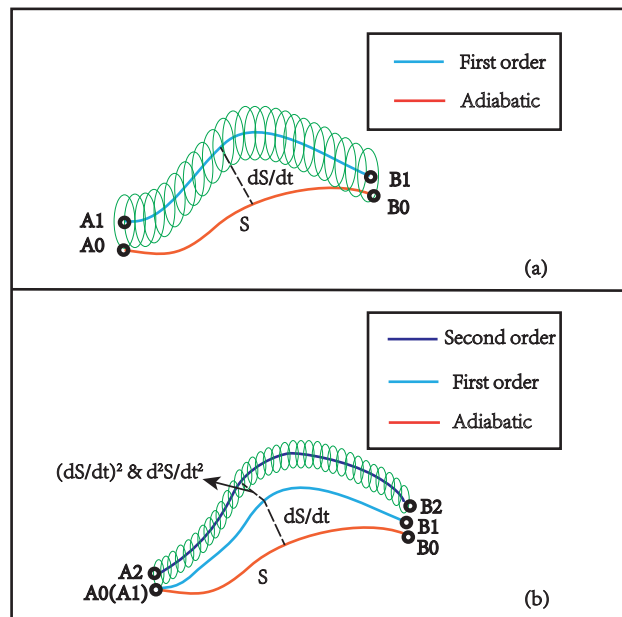 First order
Adiabatic
dS/dt
A1
B1
B0
S
A0
(a)
Second order
First order
Adiabatic
(dS/dt)² & d²S/dt²
dS/dt
B2
B1
B0
A2
S
A0(A1)
(b)